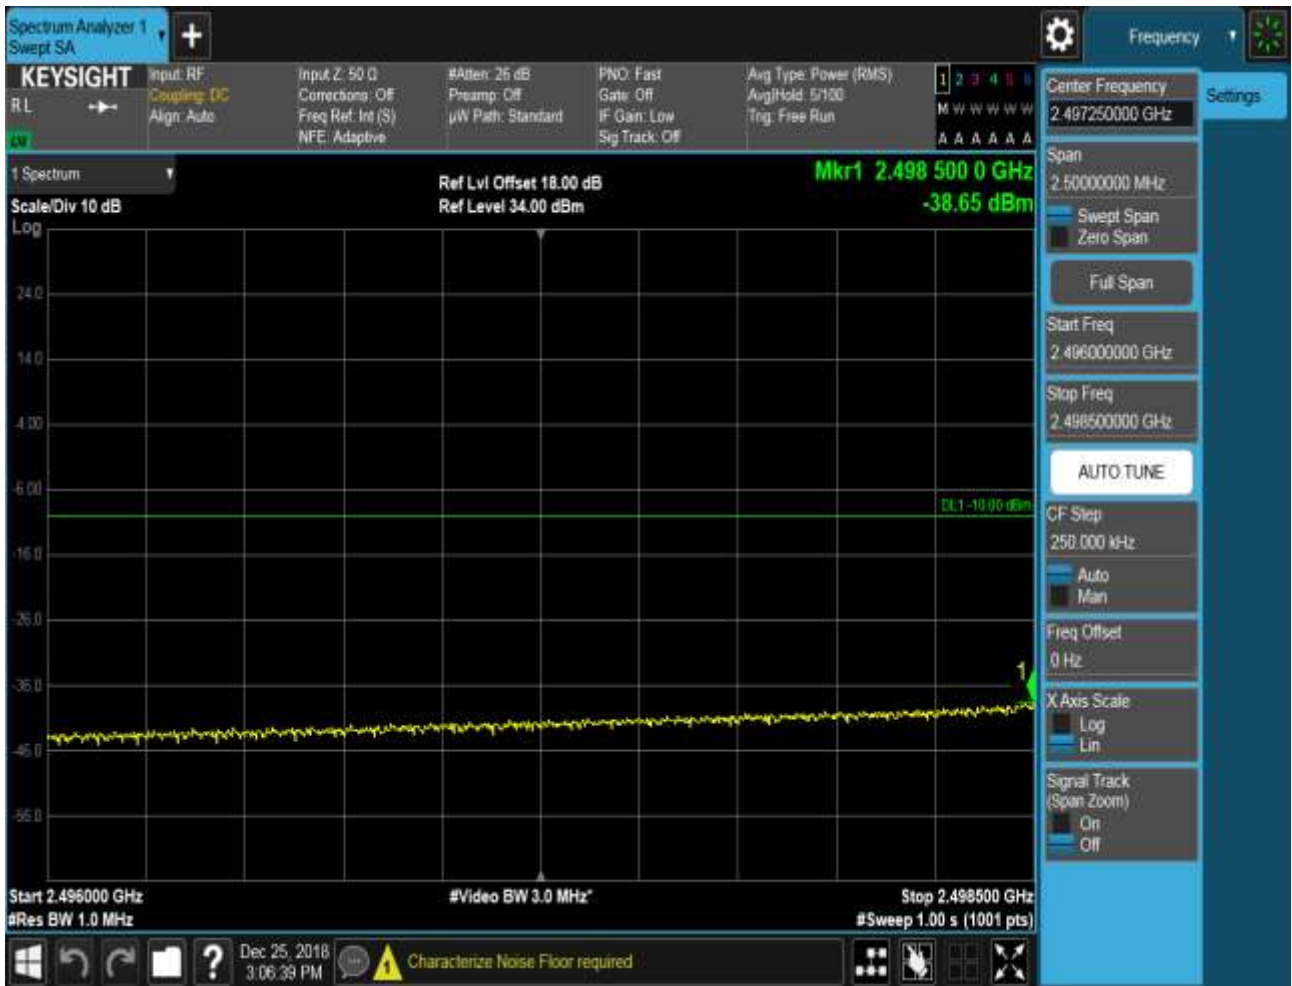 Spectrum Analyzer 1
Swept SA
+
Frequency
KEYSIGHT
RL
Input: RF
Coupling: DC
Align: Auto
Input Z: 50 Ω
Corrections: Off
Freq Ref: Int (S)
NFE: Adaptive
#Atten: 26 dB
Preamp: Off
µW Path: Standard
PNO: Fast
Gate: Off
IF Gain: Low
Sig Track: Off
Avg Type: Power (RMS)
Avg|Hold: 5/100
Trig: Free Run
1 2 3 4 5 6
M W W W W W
A A A A A A
Center Frequency
2.497250000 GHz
Settings
Span
2.50000000 MHz
Swept Span
Zero Span
Full Span
Start Freq
2.496000000 GHz
Stop Freq
2.498500000 GHz
AUTO TUNE
CF Step
250.000 kHz
Auto
Man
Freq Offset
0 Hz
X Axis Scale
Log
Lin
Signal Track
(Span Zoom)
On
Off
1 Spectrum
Scale/Div 10 dB
Log
Ref Lvl Offset 18.00 dB
Ref Level 34.00 dBm
Mkr1 2.498 500 0 GHz
-38.65 dBm
24.0
14.0
4.00
-6.00
DL1 -10.00 dBm
-16.0
-26.0
-36.0
1
-46.0
-56.0
Start 2.496000 GHz
#Video BW 3.0 MHz*
Stop 2.498500 GHz
#Res BW 1.0 MHz
#Sweep 1.00 s (1001 pts)
?
Dec 25, 2018
3:06:39 PM
1
Characterize Noise Floor required